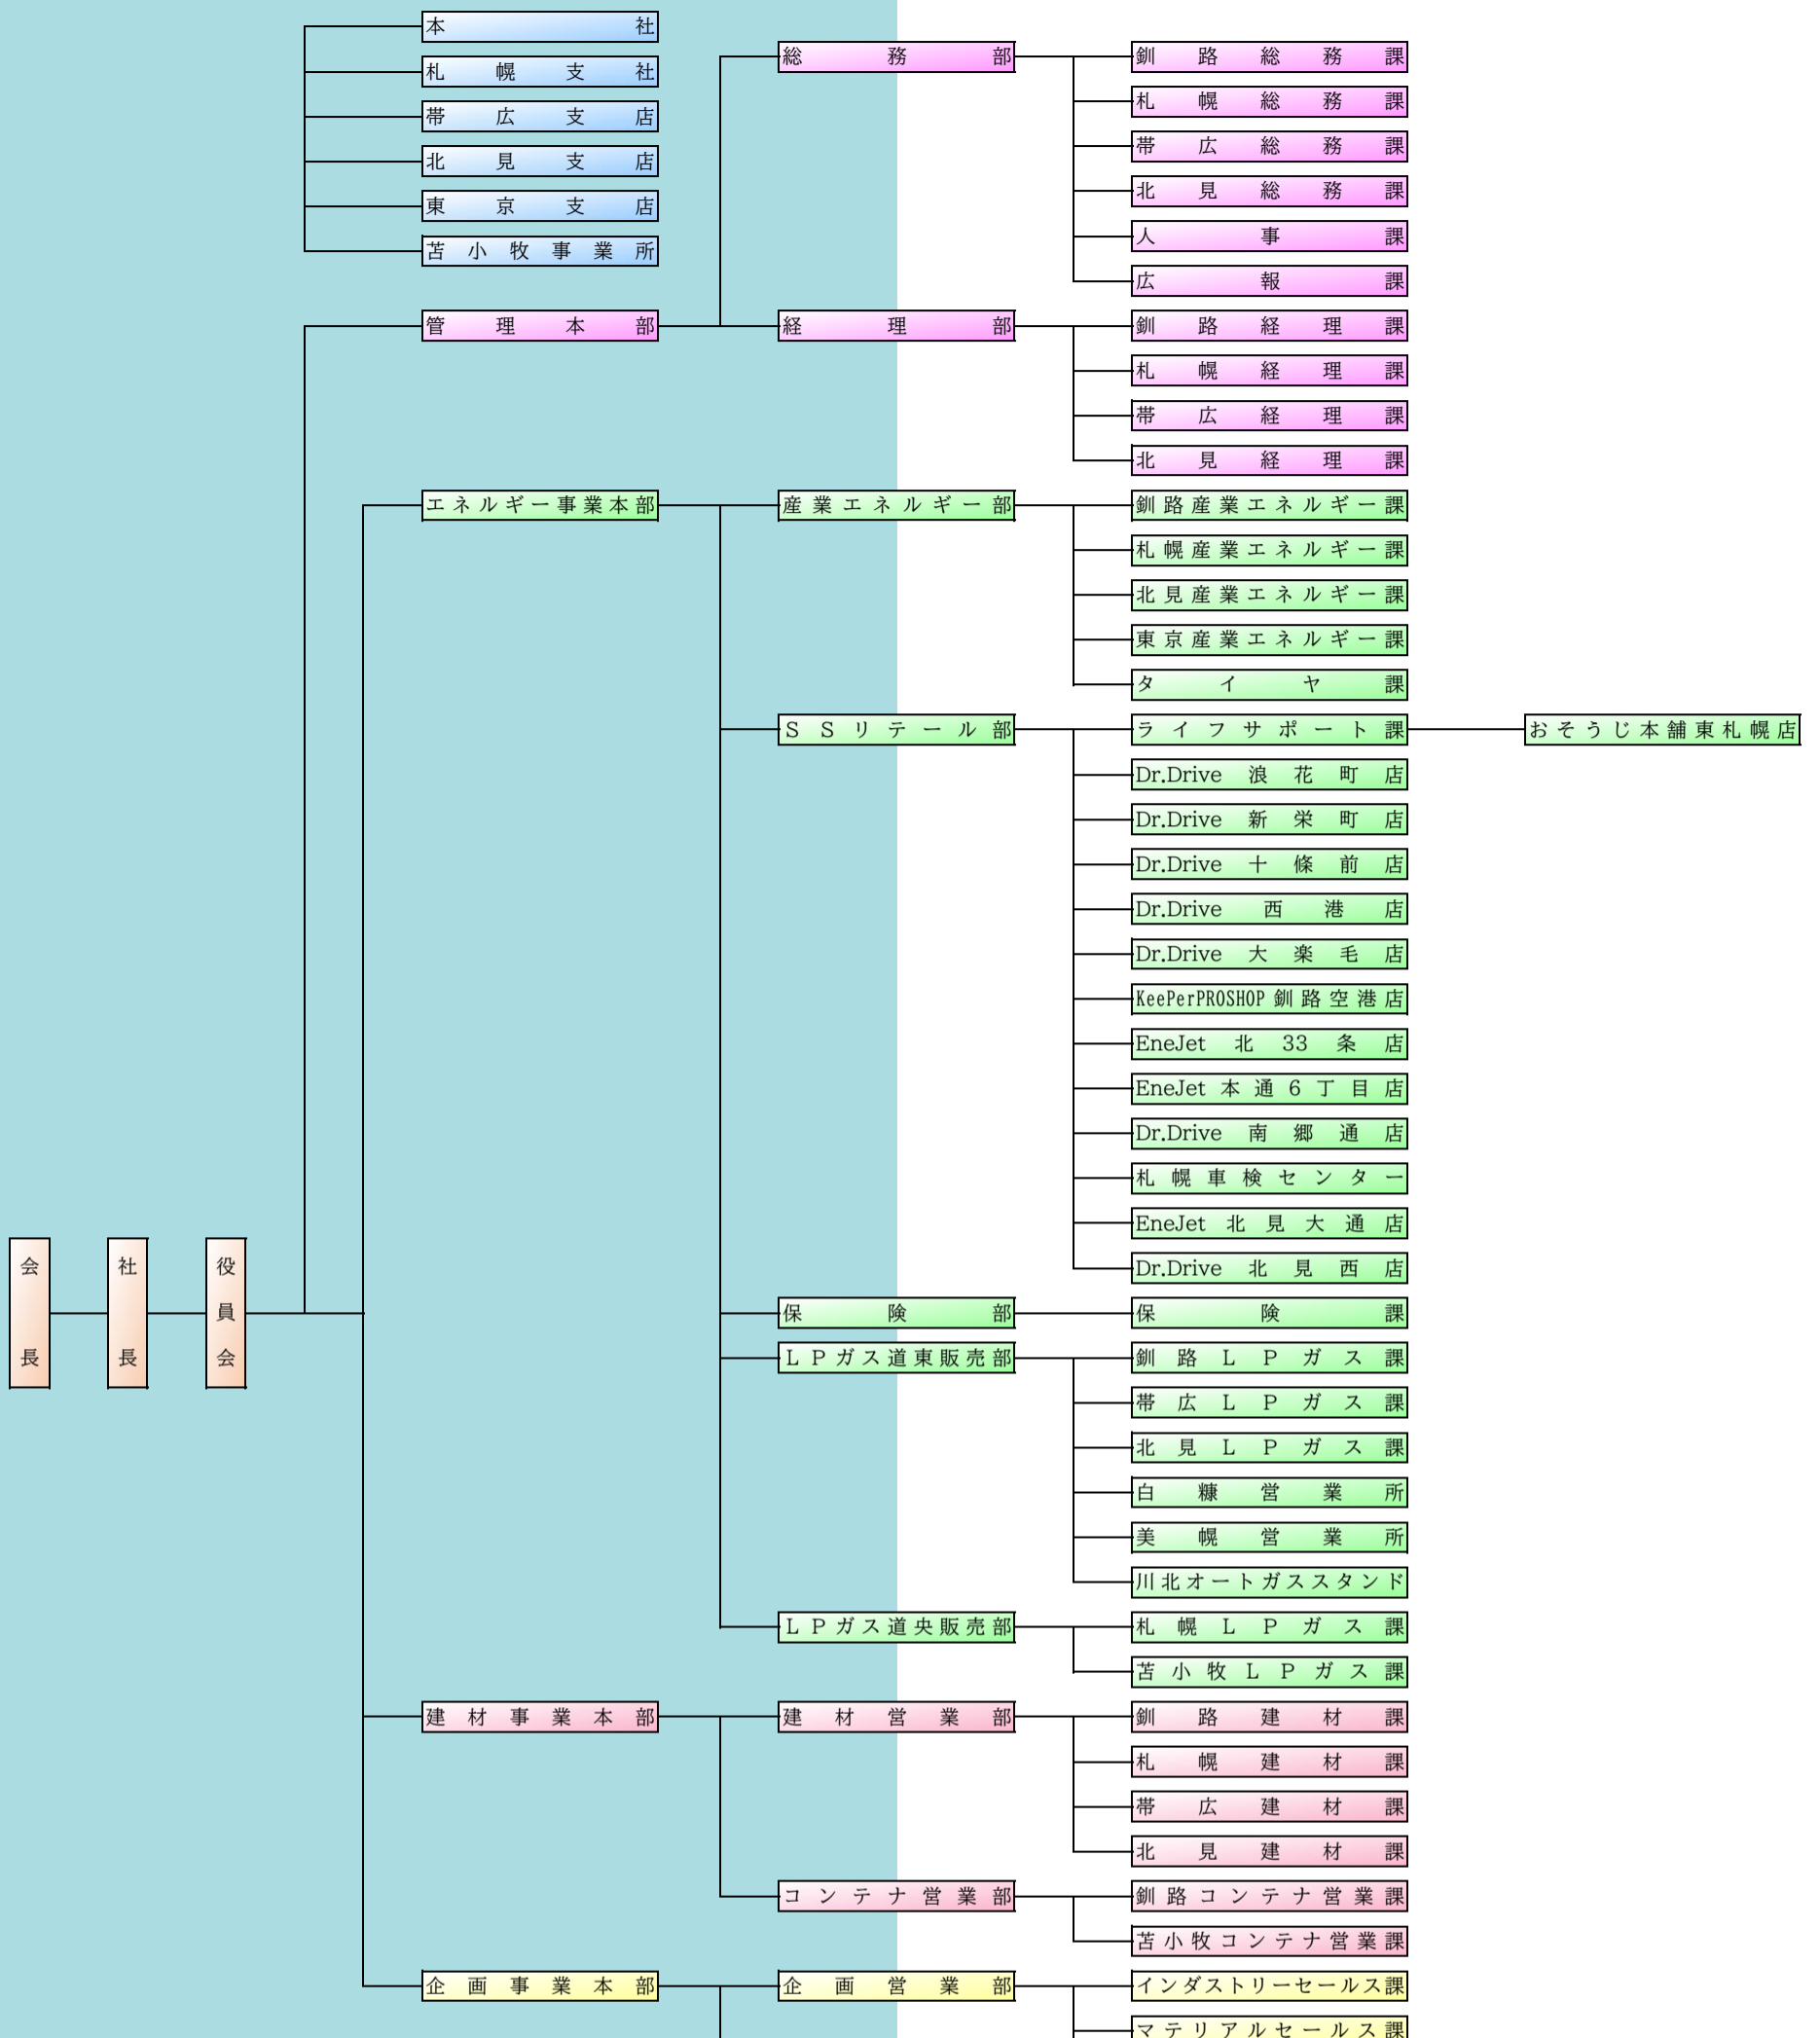 本社
札幌支社
帯広支店
北見支店
東京支店
苫小牧事業所
会長
社長
役員会
管理本部
総務部
釧路総務課
札幌総務課
帯広総務課
北見総務課
人事課
広報課
経理部
釧路経理課
札幌経理課
帯広経理課
北見経理課
エネルギー事業本部
産業エネルギー部
釧路産業エネルギー課
札幌産業エネルギー課
北見産業エネルギー課
東京産業エネルギー課
タイヤ課
ＳＳリテール部
ライフサポート課
おそうじ本舗東札幌店
Dr.Drive 浪花町店
Dr.Drive 新栄町店
Dr.Drive 十條前店
Dr.Drive 西港店
Dr.Drive 大楽毛店
KeePerPROSHOP 釧路空港店
EneJet 北33条店
EneJet 本通6丁目店
Dr.Drive 南郷通店
札幌車検センター
EneJet 北見大通店
Dr.Drive 北見西店
保険部
保険課
ＬＰガス道東販売部
釧路ＬＰガス課
帯広ＬＰガス課
北見ＬＰガス課
白糠営業所
美幌営業所
川北オートガススタンド
ＬＰガス道央販売部
札幌ＬＰガス課
苫小牧ＬＰガス課
建材事業本部
建材営業部
釧路建材課
札幌建材課
帯広建材課
北見建材課
コンテナ営業部
釧路コンテナ営業課
苫小牧コンテナ営業課
企画事業本部
企画営業部
インダストリーセールス課
マテリアルセールス課